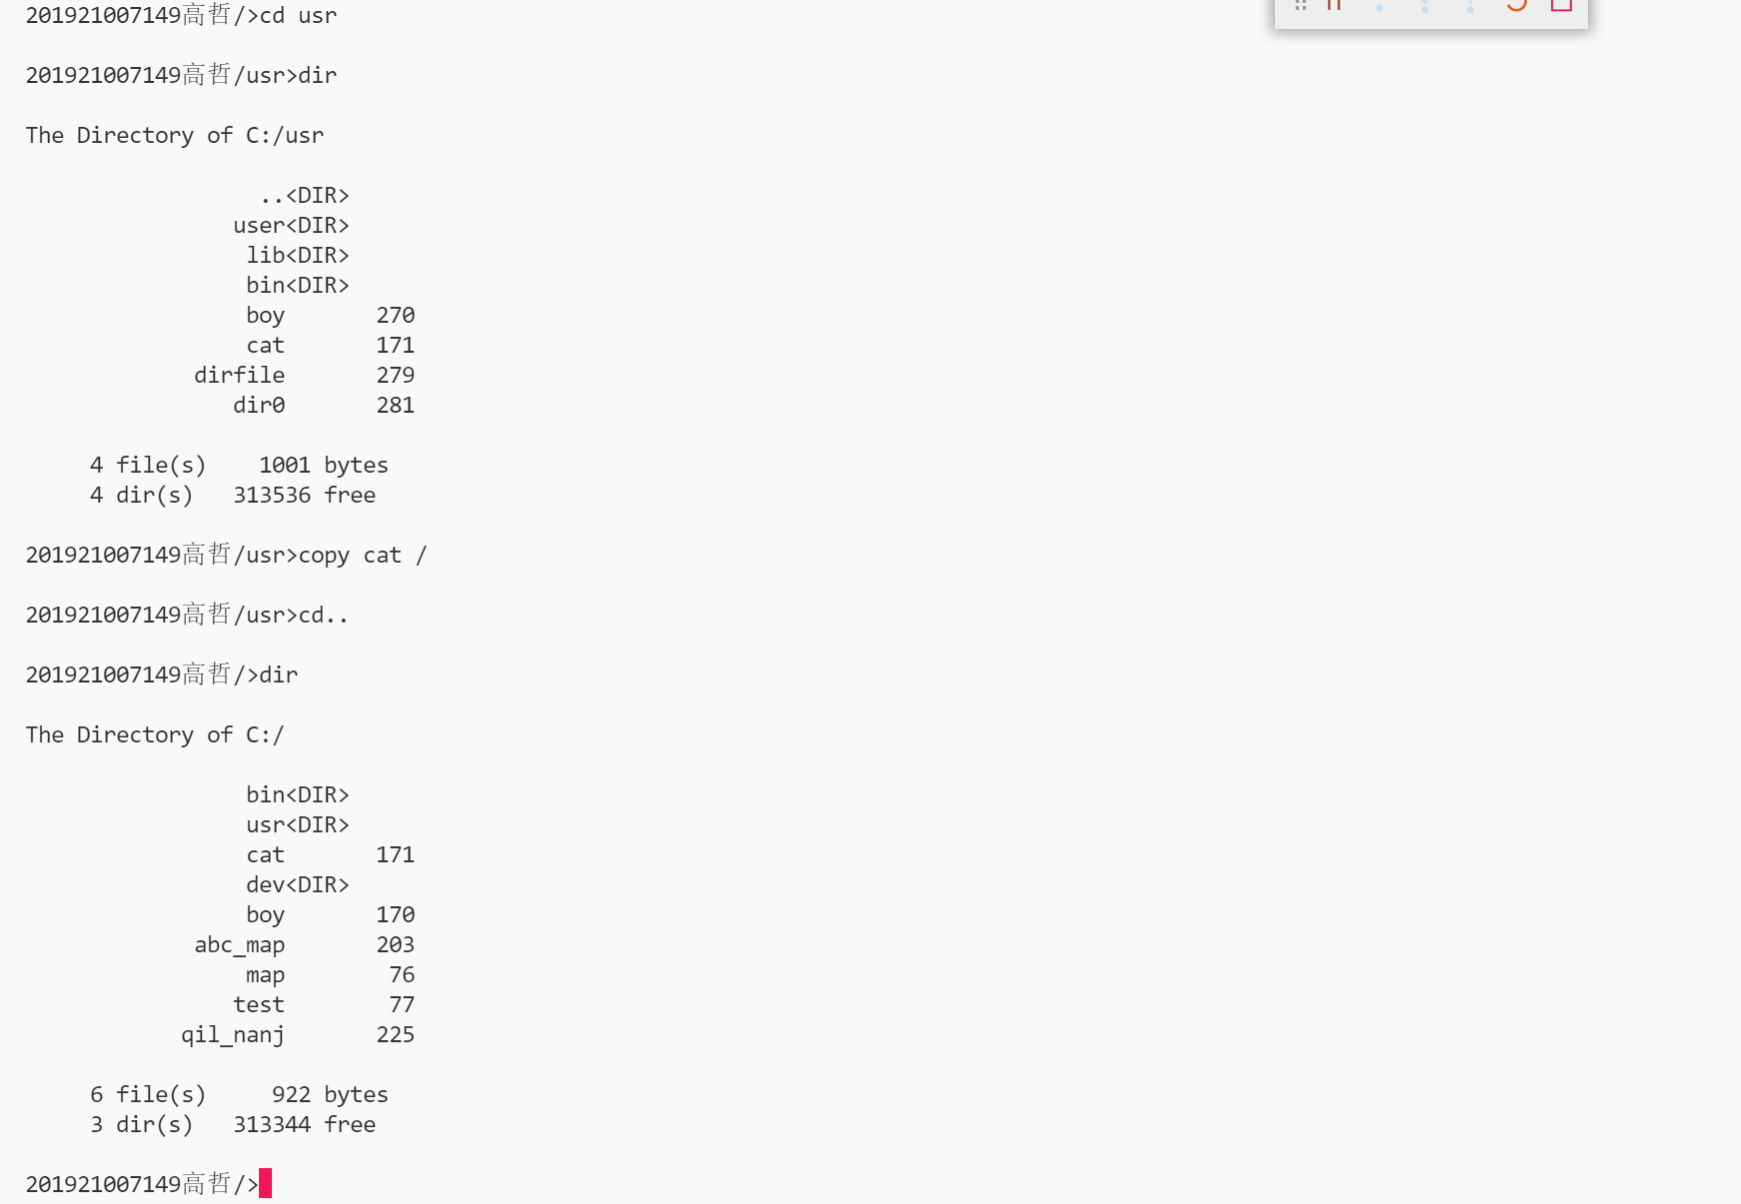 201921007149高哲/>cd usr
201921007149高哲/usr>dir
The Directory of C:/usr
..<DIR>
user<DIR>
lib<DIR>
bin<DIR>
boy       270
cat       171
dirfile       279
dir0       281
4 file(s)    1001 bytes
4 dir(s)   313536 free
201921007149高哲/usr>copy cat /
201921007149高哲/usr>cd..
201921007149高哲/>dir
The Directory of C:/
bin<DIR>
usr<DIR>
cat       171
dev<DIR>
boy       170
abc_map       203
map        76
test        77
qil_nanj       225
6 file(s)     922 bytes
3 dir(s)   313344 free
201921007149高哲/>